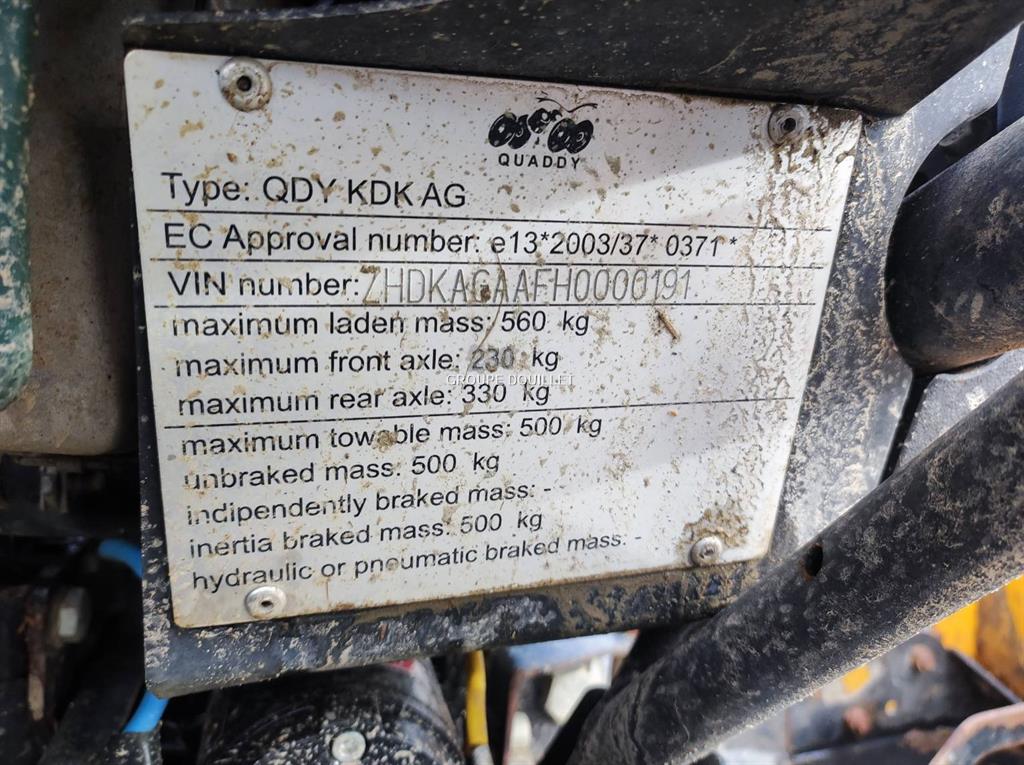 QUADDY
Type: QDY KDK AG
EC Approval number: e13*2003/37* 0371 *
VIN number: ZHDKAGAAFH0000191
maximum laden mass: 560 kg
maximum front axle: 230 kg
GROUPE DOUILLET
maximum rear axle: 330 kg
maximum towable mass: 500 kg
unbraked mass: 500 kg
indipendently braked mass: -
inertia braked mass: 500 kg
hydraulic or pneumatic braked mass: -